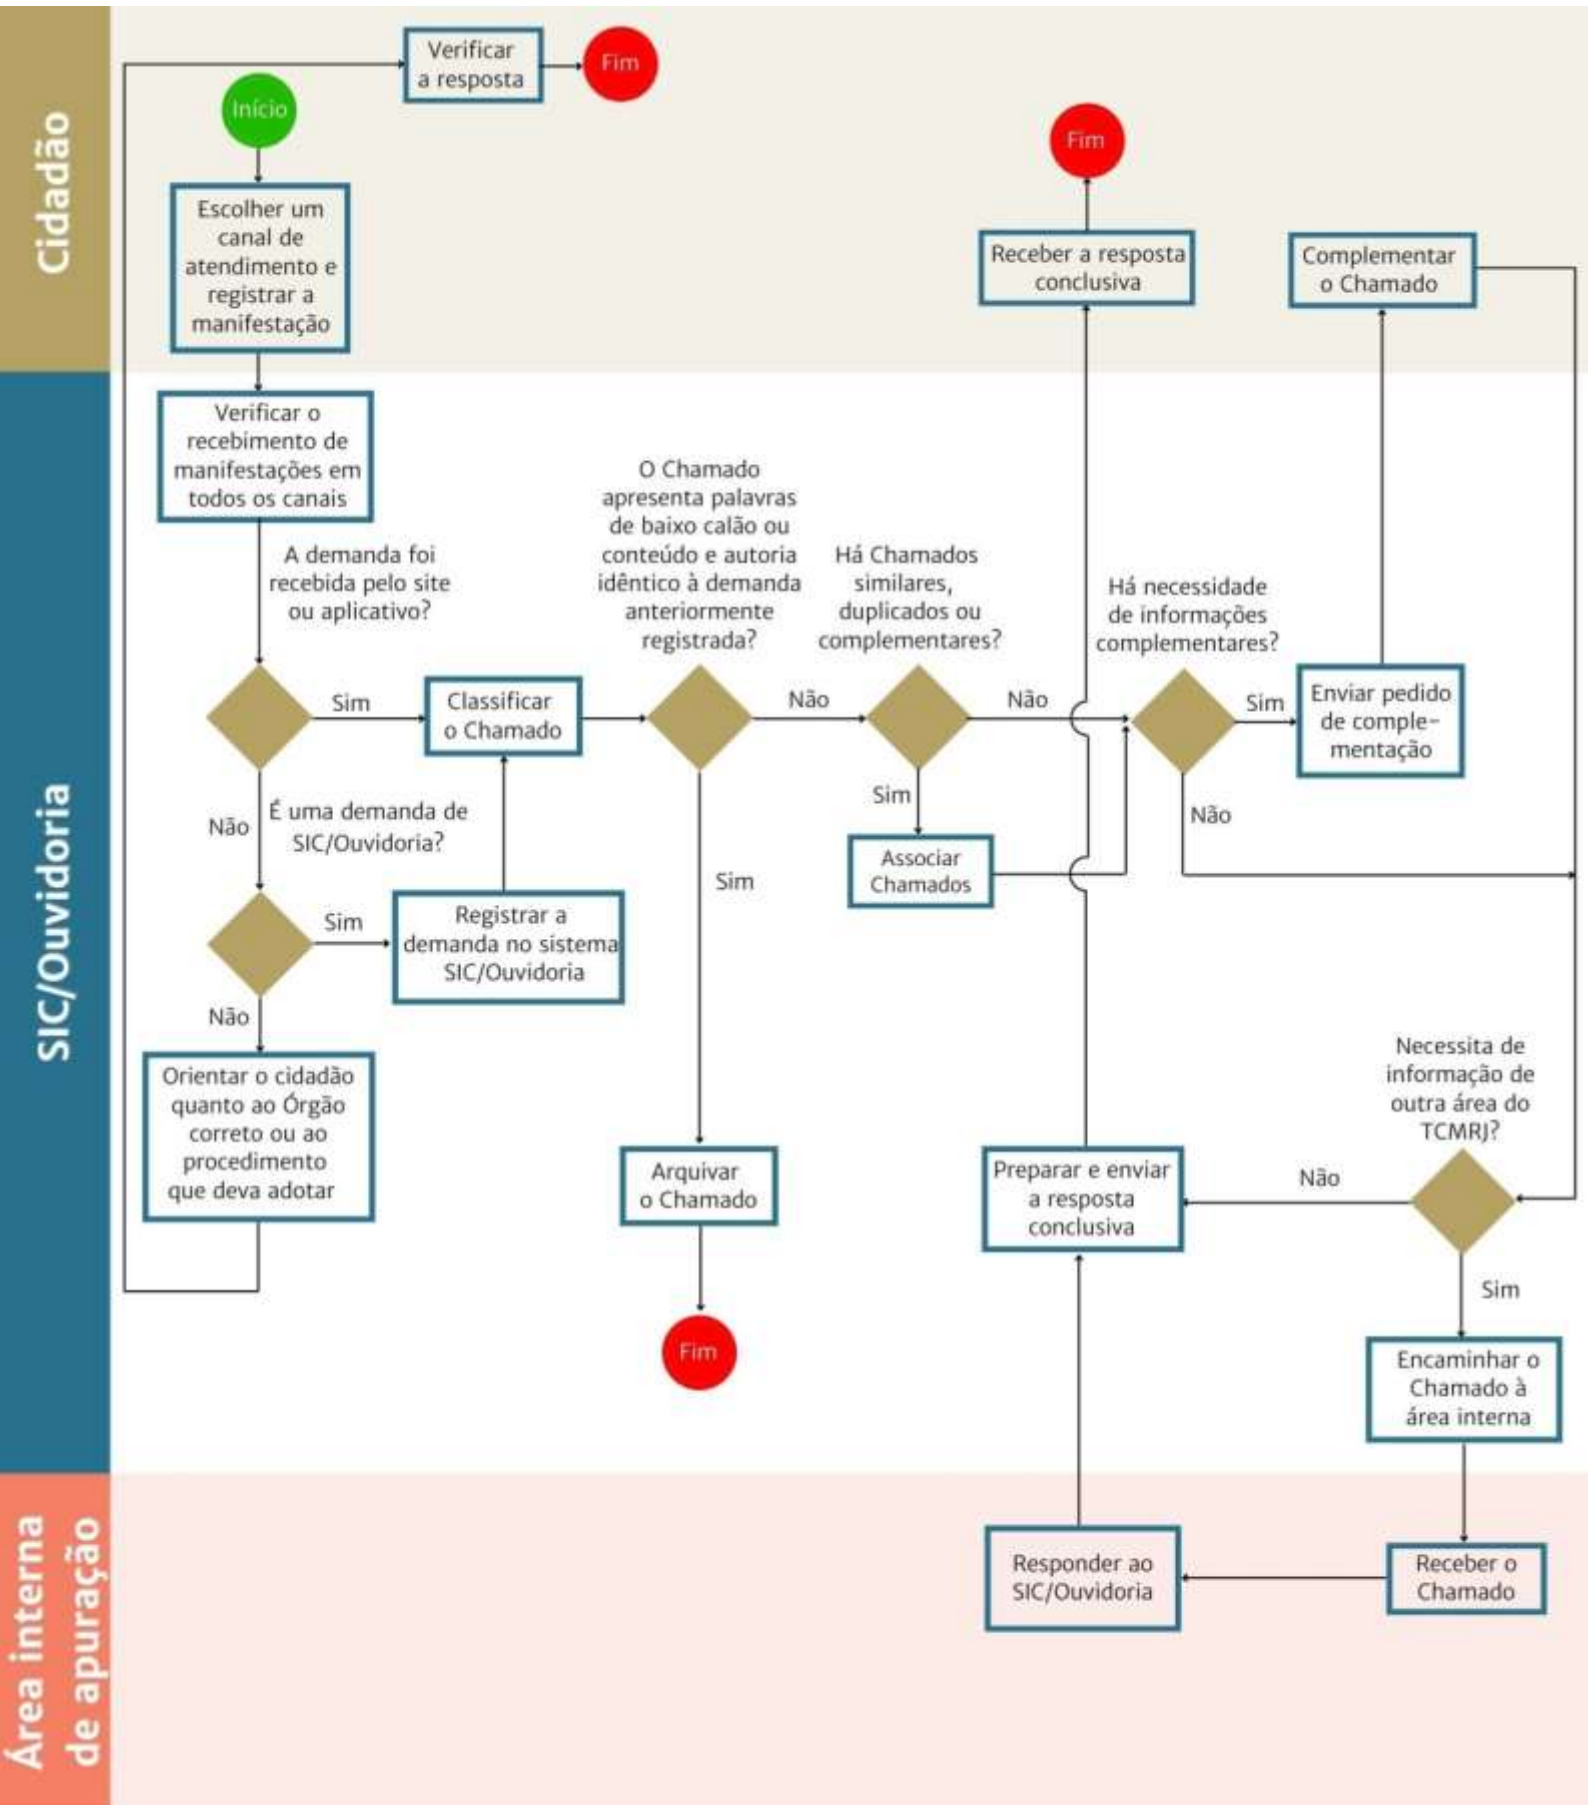 Cidadão
Verificar
a resposta
Fim
Início
Escolher um
canal de
atendimento e
registrar a
manifestação
Fim
Receber a resposta
conclusiva
Complementar
o Chamado
SIC/Ouvidoria
Verificar o
recebimento de
manifestações em
todos os canais
A demanda foi
recebida pelo site
ou aplicativo?
O Chamado
apresenta palavras
de baixo calão ou
conteúdo e autoria
idêntico à demanda
anteriormente
registrada?
Há Chamados
similares,
duplicados ou
complementares?
Há necessidade
de informações
complementares?
Sim
Classificar
o Chamado
Não
Não
Sim
Enviar pedido
de comple-
mentação
Não
É uma demanda de
SIC/Ouvidoria?
Sim
Não
Associar
Chamados
Sim
Sim
Registrar a
demanda no sistema
SIC/Ouvidoria
Não
Orientar o cidadão
quanto ao Órgão
correto ou ao
procedimento
que deva adotar
Arquivar
o Chamado
Fim
Preparar e enviar
a resposta
conclusiva
Não
Necessita de
informação de
outra área do
TCMRJ?
Sim
Encaminhar o
Chamado à
área interna
Área interna
de apuração
Responder ao
SIC/Ouvidoria
Receber o
Chamado